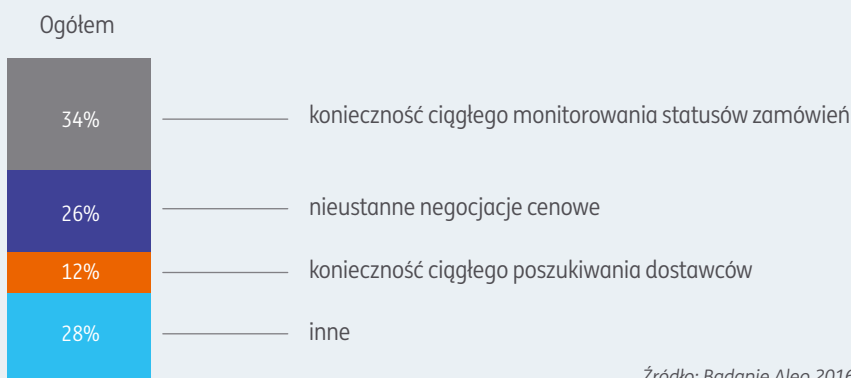 Ogółem
34% konieczność ciągłego monitorowania statusów zamówień
26% nieustanne negocjacje cenowe
12% konieczność ciągłego poszukiwania dostawców
28% inne
Źródło: Badanie Aleo 2016